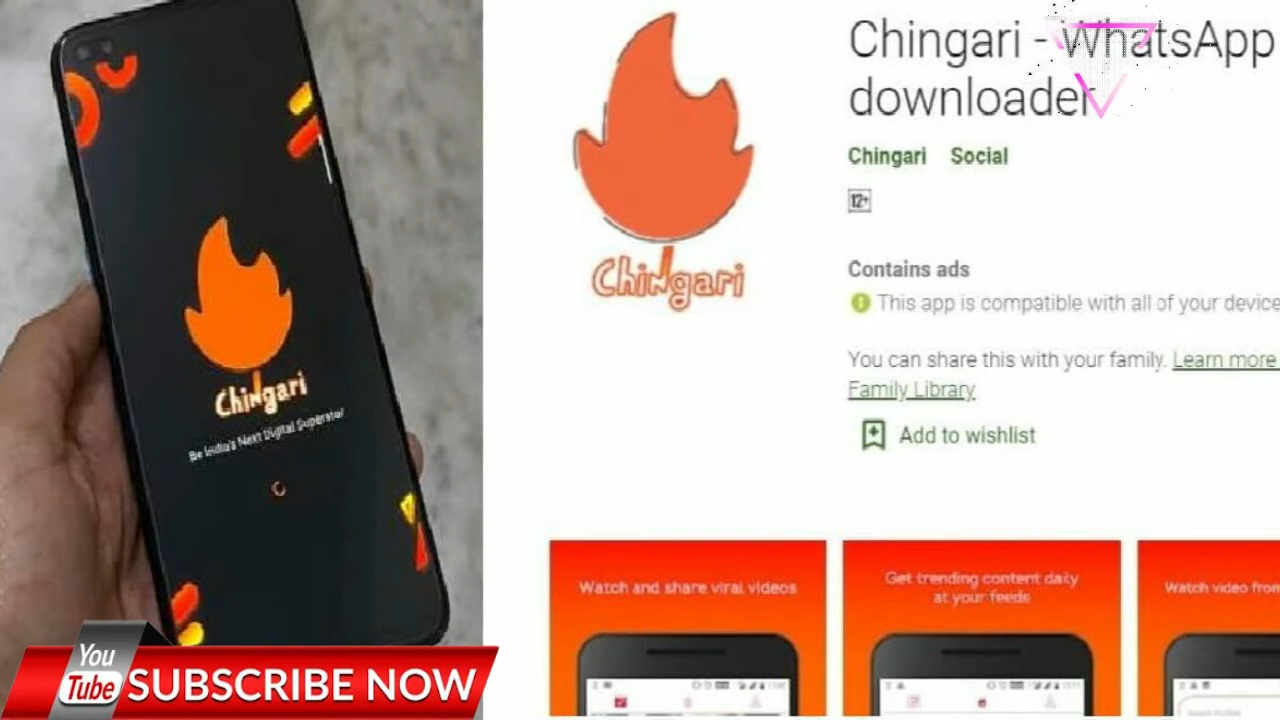 Chingari
Be India's Next Digital Superstar
Chingari
Chingari - WhatsApp
downloader
Chingari Social
12+
Contains ads
This app is compatible with all of your device
You can share this with your family. Learn more
Family Library
Add to wishlist
Watch and share viral videos
Get trending content daily
at your feeds
Watch video from
You
Tube
SUBSCRIBE NOW